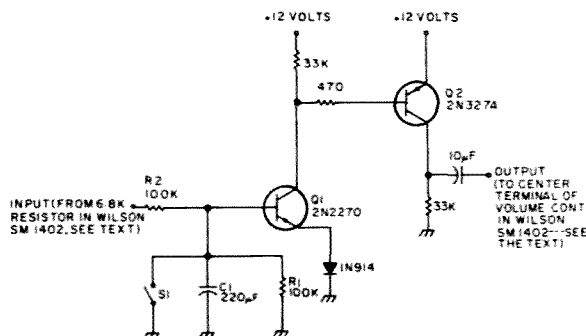 +12 VOLTS
+12 VOLTS
33K
470
Q2
2N327A
R2
100K
Q1
2N2270
10µF
OUTPUT
(TO CENTER
TERMINAL OF
VOLUME CONT
IN WILSON
SM 1402---SEE
THE TEXT)
INPUT (FROM 6.8K
RESISTOR IN WILSON
SM 1402, SEE TEXT)
33K
1N914
S1
C1
220µF
R1
100K